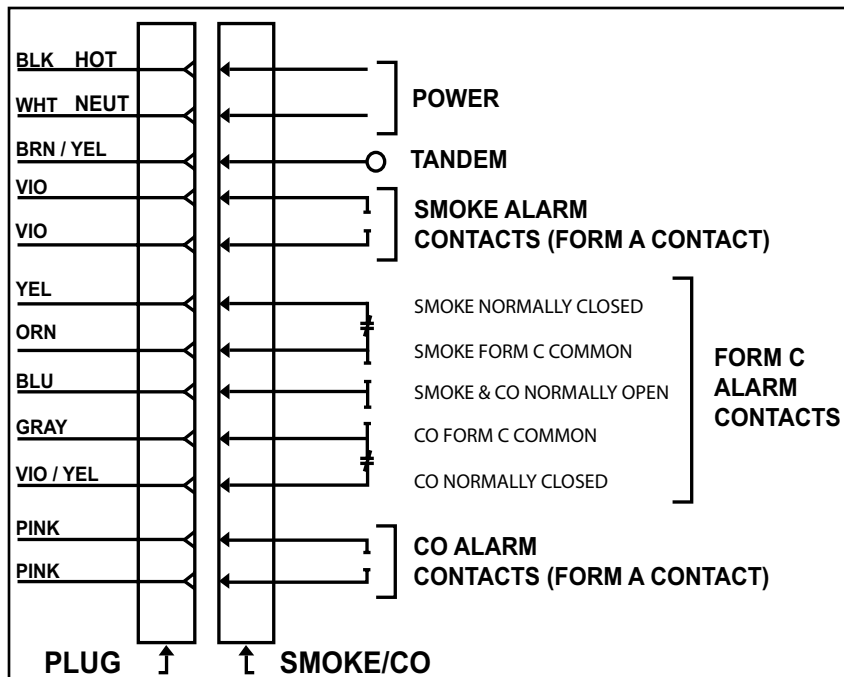 BLK HOT
WHT NEUT
POWER
BRN / YEL
TANDEM
VIO
VIO
SMOKE ALARM
CONTACTS (FORM A CONTACT)
YEL
SMOKE NORMALLY CLOSED
ORN
SMOKE FORM C COMMON
BLU
SMOKE & CO NORMALLY OPEN
GRAY
CO FORM C COMMON
VIO / YEL
CO NORMALLY CLOSED
FORM C
ALARM
CONTACTS
PINK
PINK
CO ALARM
CONTACTS (FORM A CONTACT)
PLUG
SMOKE/CO